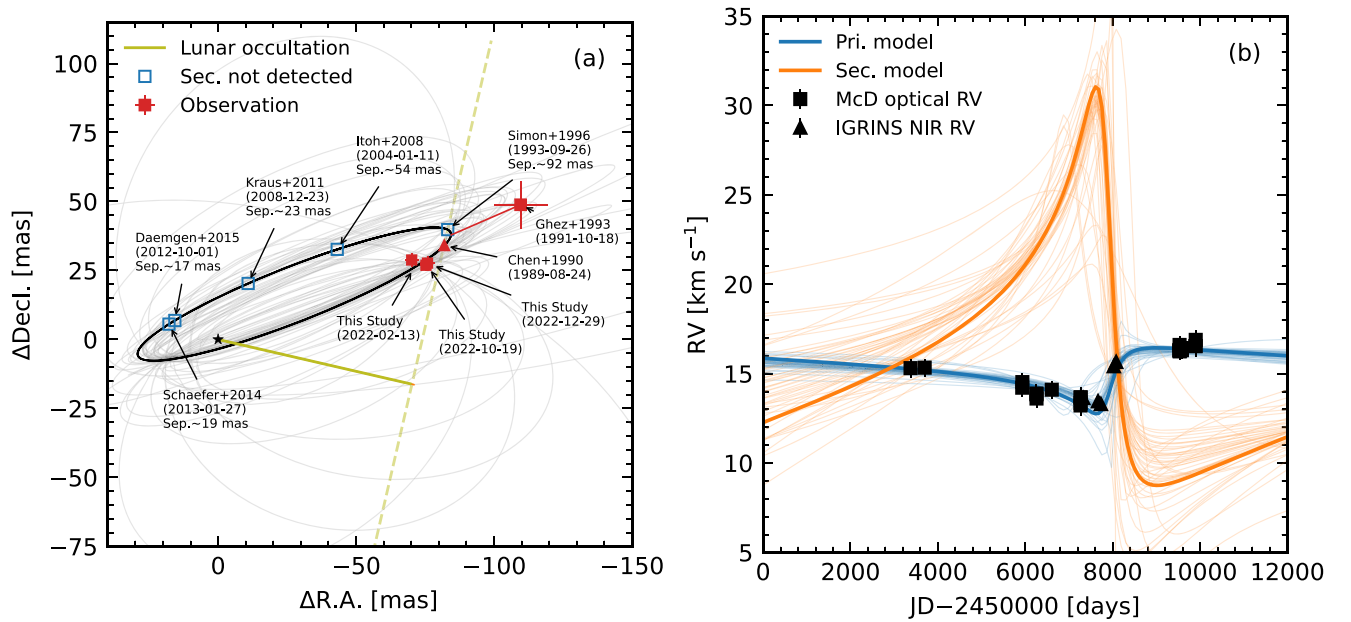 Lunar occultation
Sec. not detected
Observation
(a)
Simon+1996
(1993-09-26)
Sep.~92 mas
Itoh+2008
(2004-01-11)
Sep.~54 mas
Kraus+2011
(2008-12-23)
Sep.~23 mas
Daemgen+2015
(2012-10-01)
Sep.~17 mas
Ghez+1993
(1991-10-18)
Chen+1990
(1989-08-24)
This Study
(2022-12-29)
This Study
(2022-02-13)
This Study
(2022-10-19)
Schaefer+2014
(2013-01-27)
Sep.~19 mas
100
75
50
25
0
−25
−50
−75
ΔDecl. [mas]
0
−50
−100
−150
ΔR.A. [mas]
Pri. model
Sec. model
McD optical RV
IGRINS NIR RV
(b)
35
30
25
20
15
10
5
RV [km s⁻¹]
0
2000
4000
6000
8000
10000
12000
JD−2450000 [days]